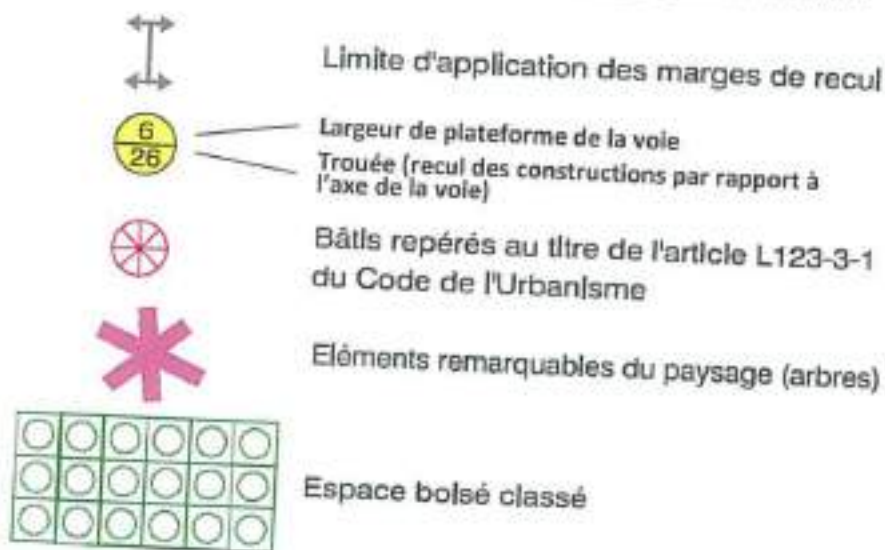 Limite d'application des marges de recul
6
26
Largeur de plateforme de la voie
Trouée (recul des constructions par rapport à
l'axe de la voie)
Bâtis repérés au titre de l'article L123-3-1
du Code de l'Urbanisme
Eléments remarquables du paysage (arbres)
Espace boisé classé